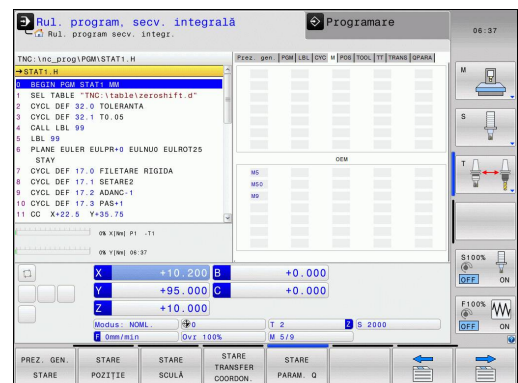 Rul. program, secv. integrală
Rul. program secv. integr.
Programare
06:37
TNC:\nc_prog\PGM\STAT1.H
→STAT1.H
0 BEGIN PGM STAT1 MM
1 SEL TABLE "TNC:\table\zeroshift.d"
2 CYCL DEF 32.0 TOLERANTA
3 CYCL DEF 32.1 T0.05
4 CALL LBL 99
5 LBL 99
6 PLANE EULER EULPR+0 EULNU0 EULROT25
STAY
7 CYCL DEF 17.0 FILETARE RIGIDA
8 CYCL DEF 17.1 SETARE2
9 CYCL DEF 17.2 ADANC-1
10 CYCL DEF 17.3 PAS+1
11 CC X+22.5 Y+35.75
Prez. gen. PGM LBL CYC M POS TOOL TT TRANS QPARA
OEM
M5
M50
M9
0% X[Nm] P1 -T1
0% Y[Nm] 06:37
X +10.200 B +0.000
Y +95.000 C +0.000
Z +10.000
Modus: NOML. 0 T 2 Z S 2000
F 0mm/min Ovr 100% M 5/9
M
S
T
S100%
OFF ON
F100%
OFF ON
PREZ. GEN. STARE
STARE POZIŢIE
STARE SCULĂ
STARE TRANSFER COORDON.
STARE PARAM. Q